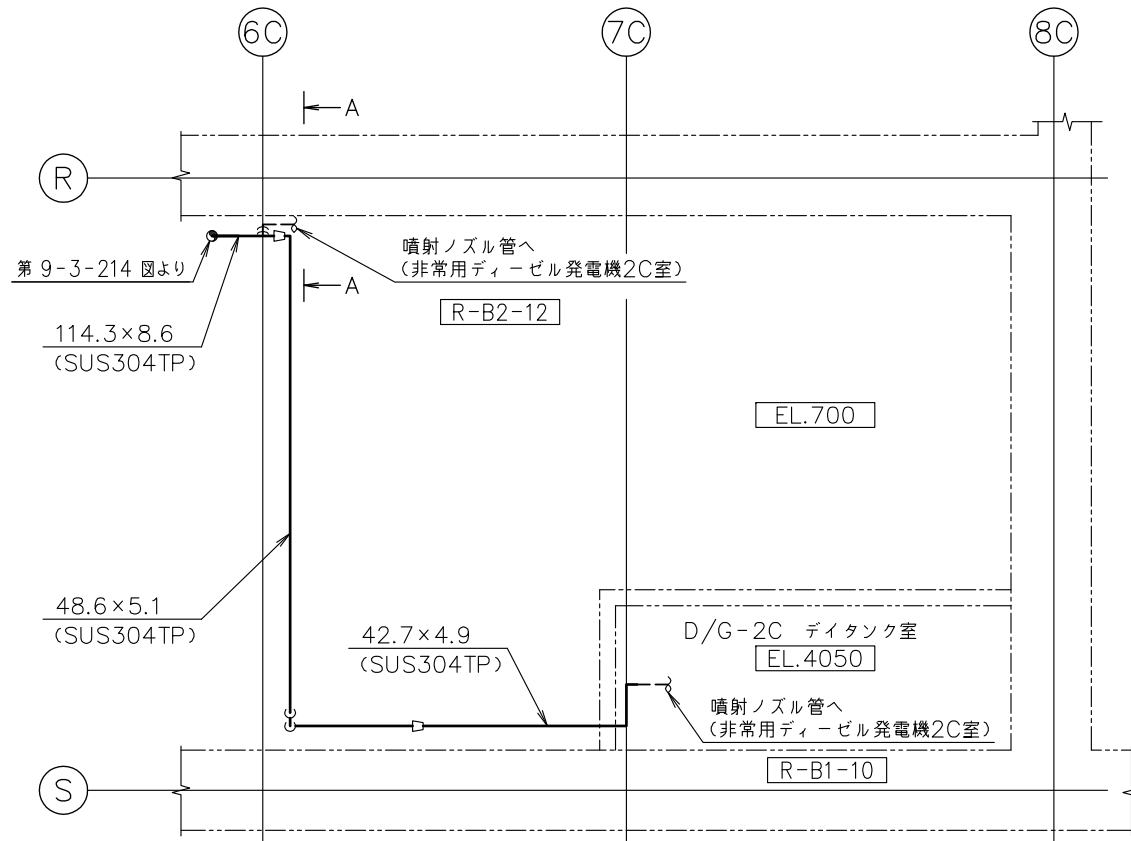 6C
7C
8C
A
R
噴射ノズル管へ
(非常用ディーゼル発電機2C室)
第 9-3-214 図より
A
R-B2-12
114.3×8.6
(SUS304TP)
EL.700
48.6×5.1
(SUS304TP)
42.7×4.9
(SUS304TP)
D/G-2C デイタンク室
EL.4050
噴射ノズル管へ
(非常用ディーゼル発電機2C室)
R-B1-10
S